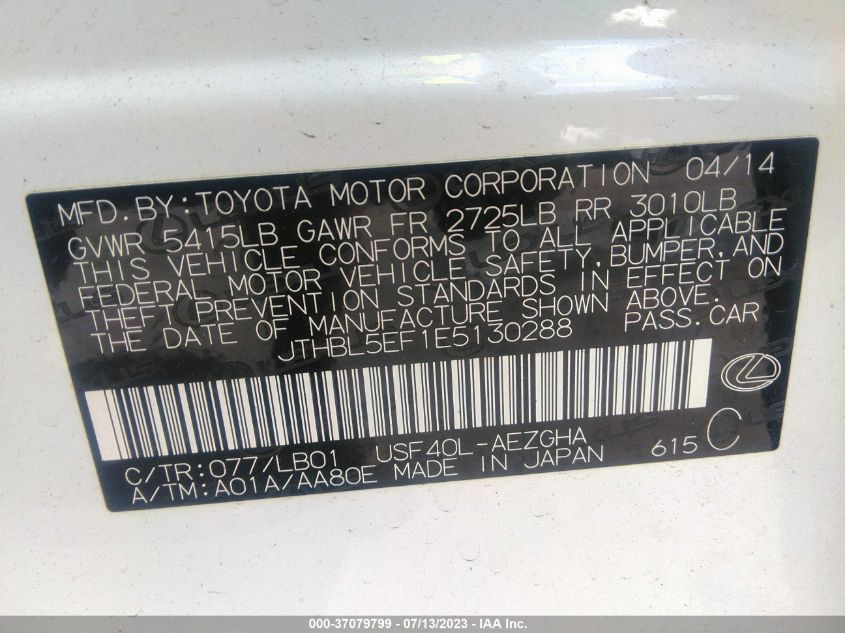 MFD. BY: TOYOTA MOTOR CORPORATION 04/14
GVWR 5415LB GAWR FR 2725LB RR 3010LB
THIS VEHICLE CONFORMS TO ALL APPLICABLE
FEDERAL MOTOR VEHICLE SAFETY, BUMPER, AND
THEFT PREVENTION STANDARDS IN EFFECT ON
THE DATE OF MANUFACTURE SHOWN ABOVE.
JTHBL5EF1E5130288 PASS. CAR
C/TR: 077/LB01 USF40L-AEZGHA
A/TM: A01A/AA80E MADE IN JAPAN 615 C
000-37079799 - 07/13/2023 - IAA Inc.